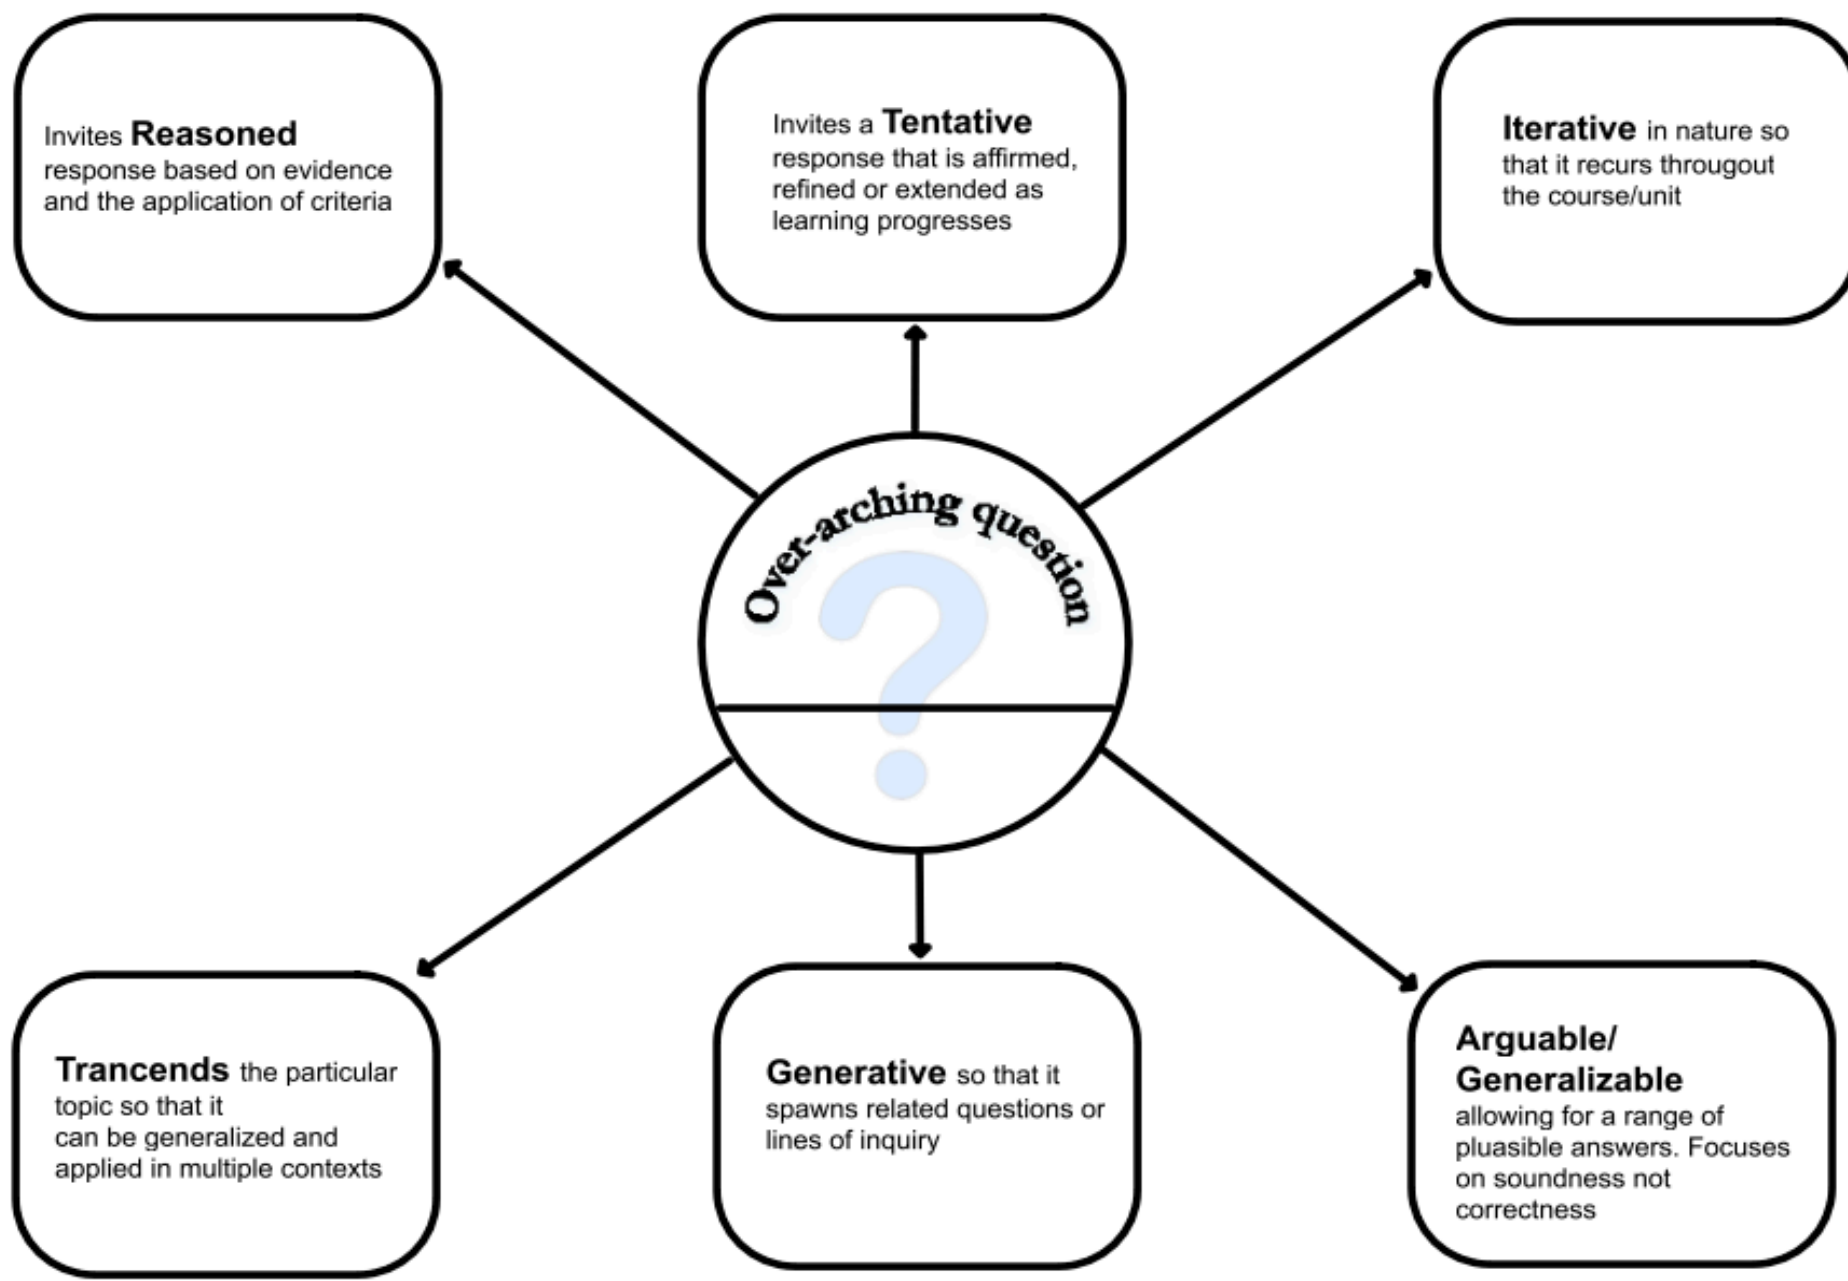 Invites Reasoned
response based on evidence
and the application of criteria
Invites a Tentative
response that is affirmed,
refined or extended as
learning progresses
Iterative in nature so
that it recurs througout
the course/unit
Over-arching question
?
Trancends the particular
topic so that it
can be generalized and
applied in multiple contexts
Generative so that it
spawns related questions or
lines of inquiry
Arguable/
Generalizable
allowing for a range of
pluasible answers. Focuses
on soundness not
correctness